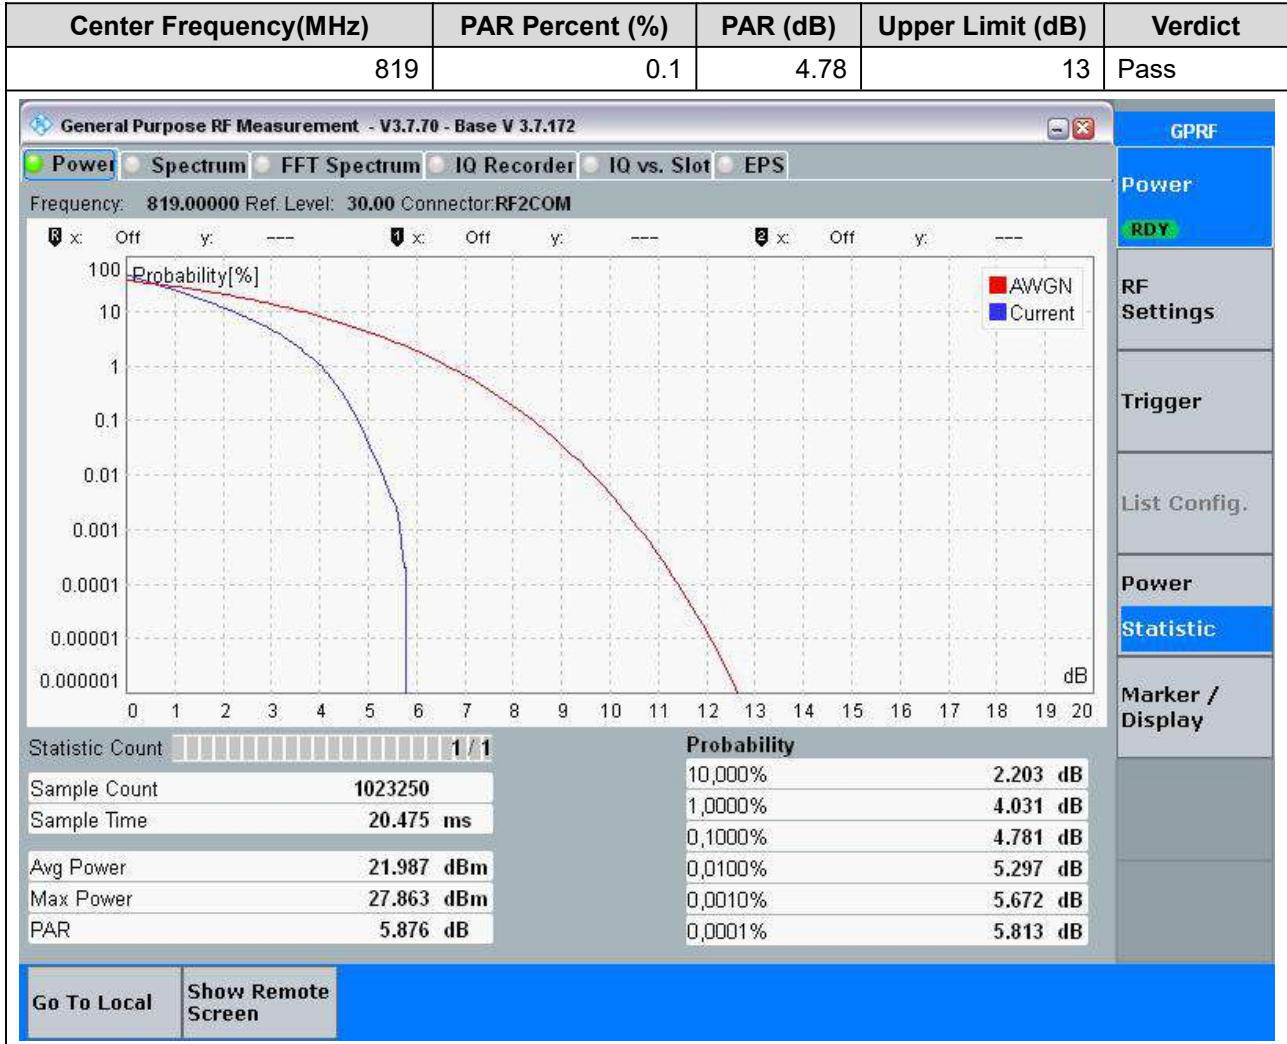 Center Frequency(MHz) PAR Percent (%) PAR (dB) Upper Limit (dB) Verdict
819 0.1 4.78 13 Pass
General Purpose RF Measurement - V3.7.70 - Base V 3.7.172
GPRF
Power Spectrum FFT Spectrum IQ Recorder IQ vs. Slot EPS
Frequency: 819.00000 Ref. Level: 30.00 Connector:RF2COM
R x: Off y: --- 1 x: Off y: --- 2 x: Off y: ---
Probability[%]
AWGN
Current
100
10
1
0.1
0.01
0.001
0.0001
0.00001
0.000001
dB
0 1 2 3 4 5 6 7 8 9 10 11 12 13 14 15 16 17 18 19 20
Statistic Count 1 / 1
Sample Count 1023250
Sample Time 20.475 ms
Avg Power 21.987 dBm
Max Power 27.863 dBm
PAR 5.876 dB
Probability
10,000% 2.203 dB
1,0000% 4.031 dB
0,1000% 4.781 dB
0,0100% 5.297 dB
0,0010% 5.672 dB
0,0001% 5.813 dB
Power
RDY
RF
Settings
Trigger
List Config.
Power
Statistic
Marker /
Display
Go To Local
Show Remote
Screen